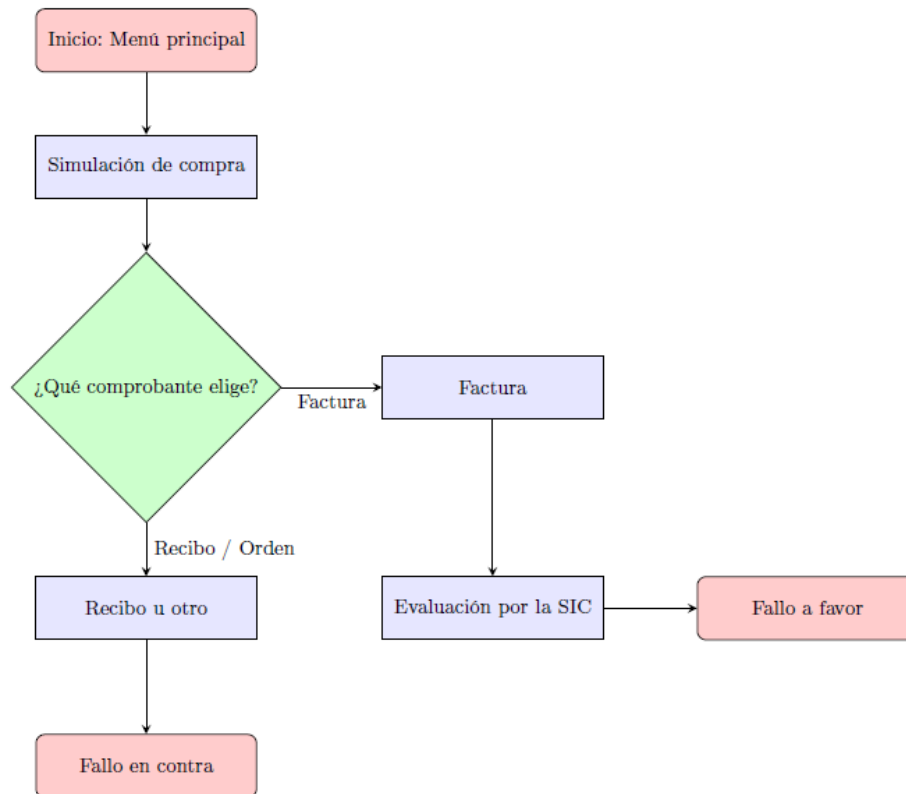 Inicio: Menú principal
Simulación de compra
¿Qué comprobante elige?
Factura
Factura
Recibo / Orden
Recibo u otro
Evaluación por la SIC
Fallo a favor
Fallo en contra